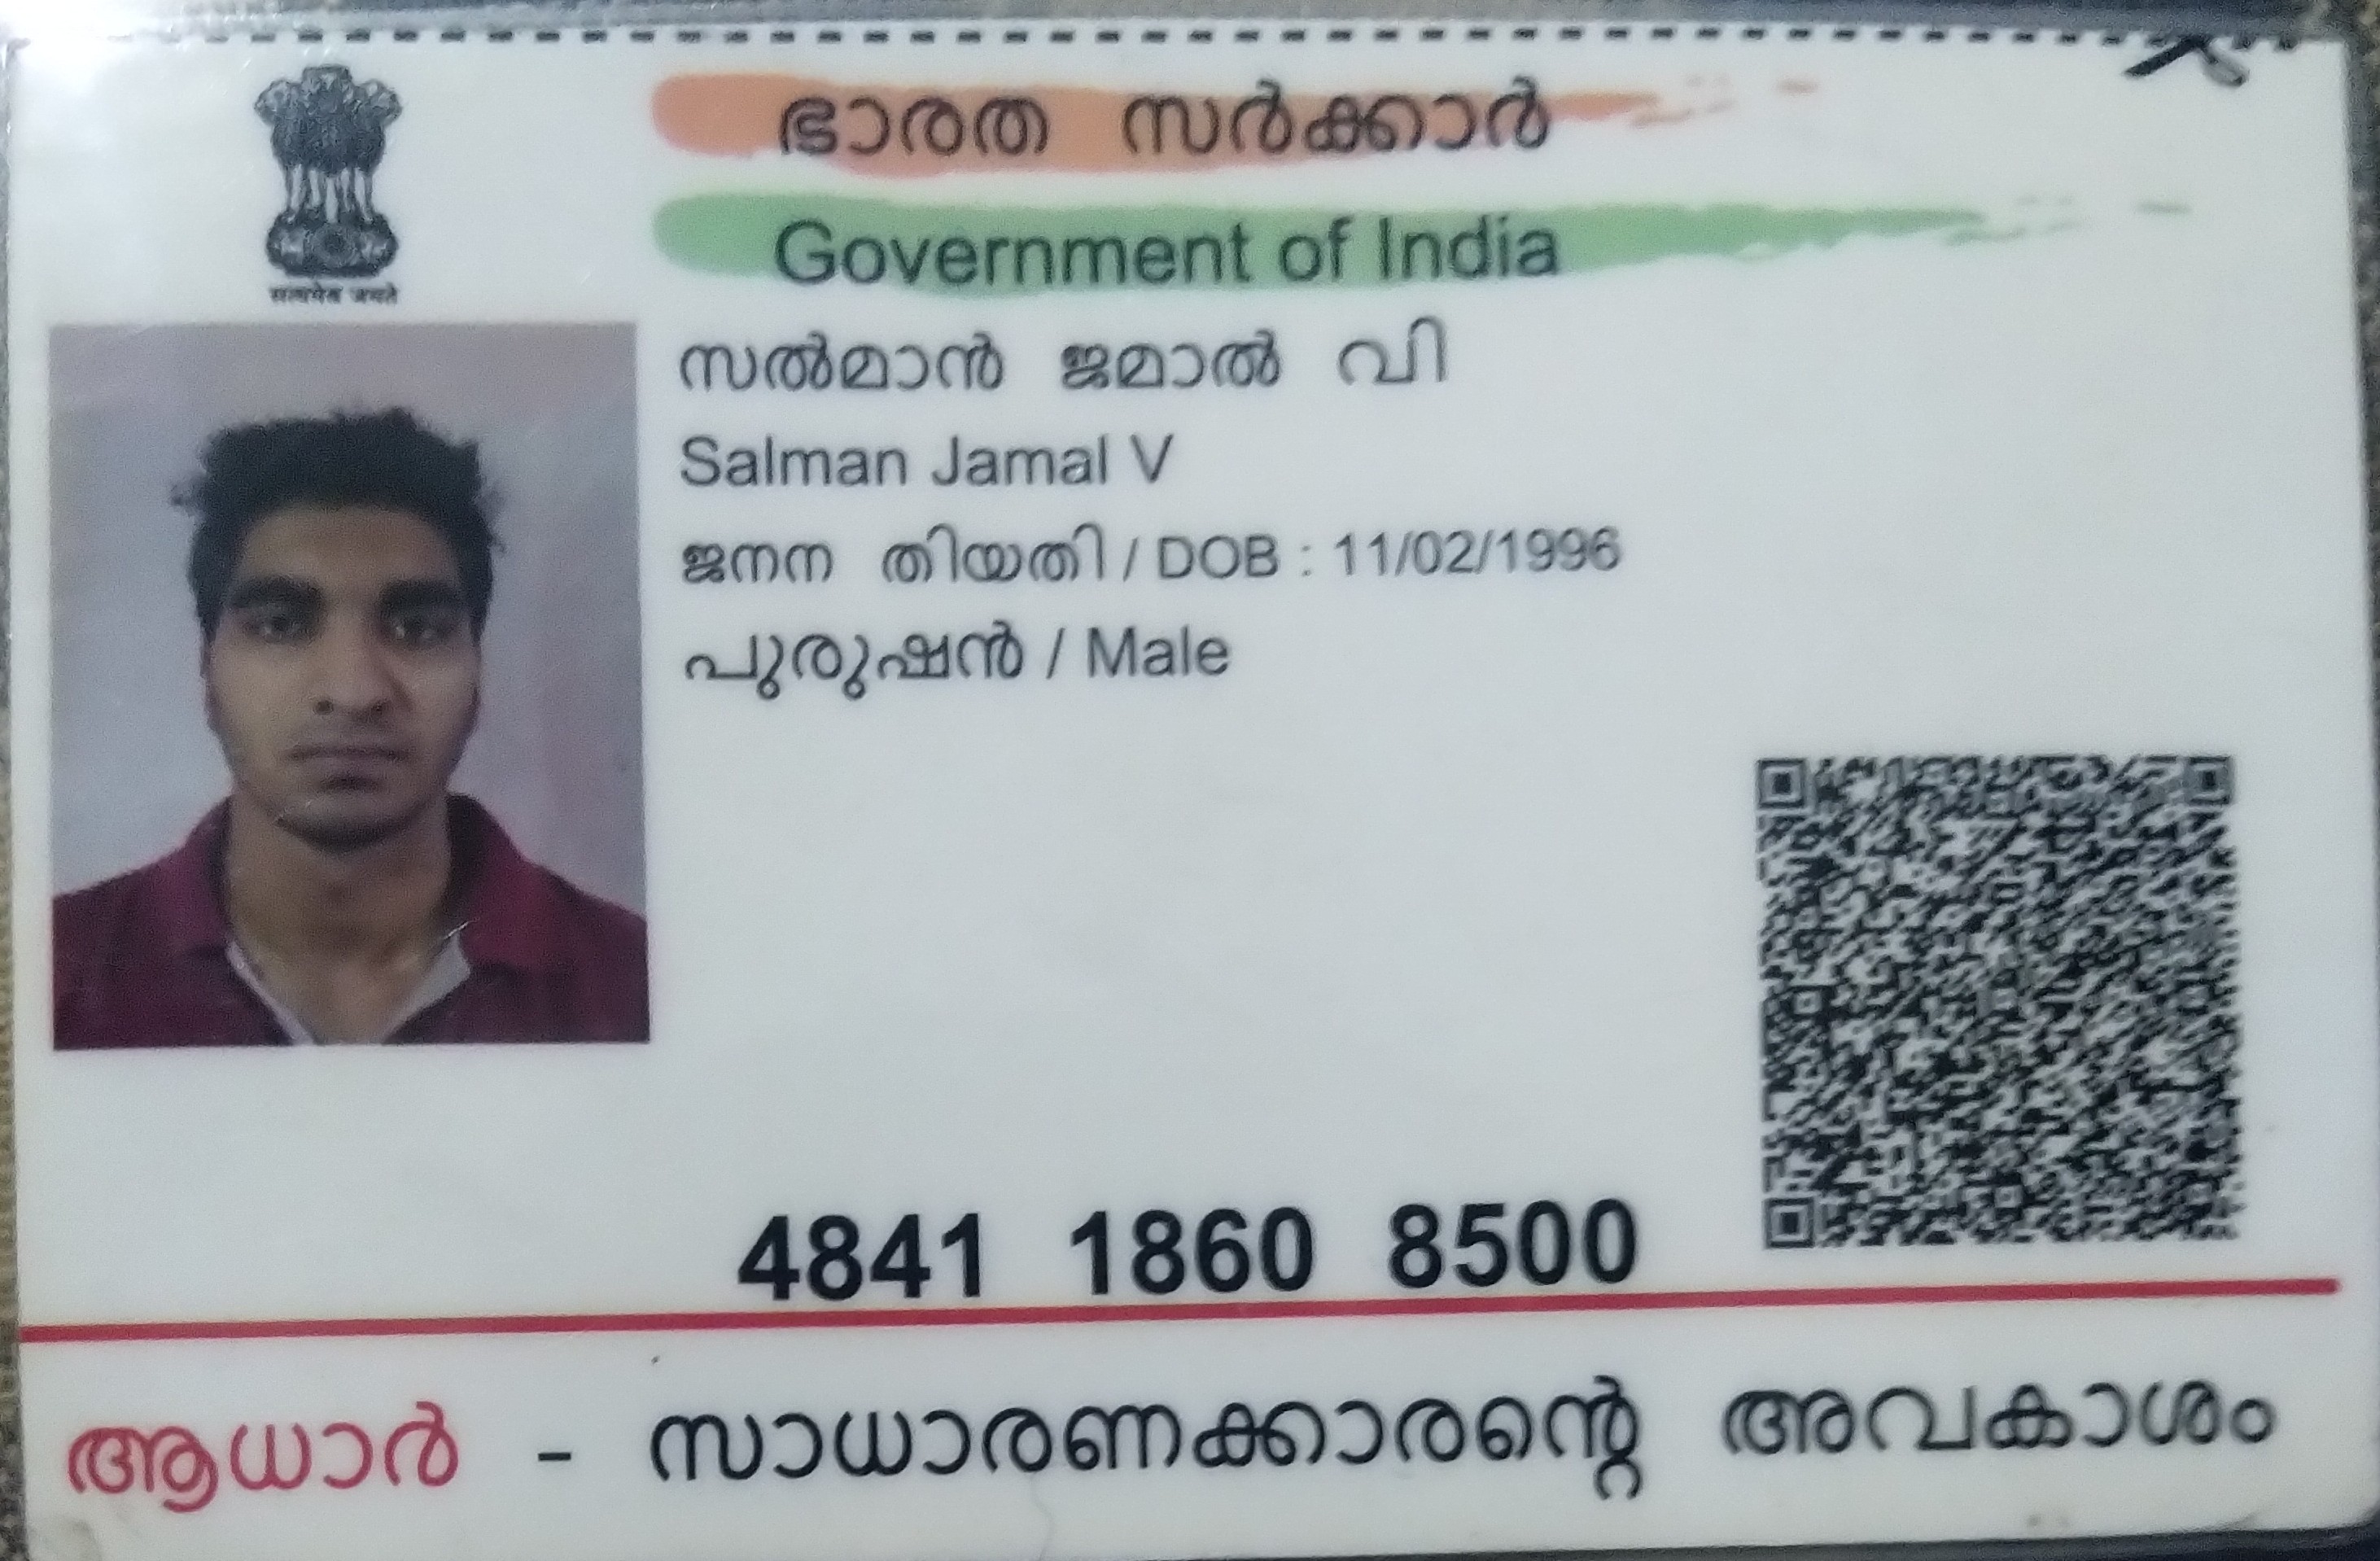 ഭാരത സർക്കാർ
Government of India
सत्यमेव जयते
സൽമാൻ ജമാൽ വി
Salman Jamal V
ജനന തിയതി / DOB : 11/02/1996
പുരുഷൻ / Male
4841 1860 8500
ആധാർ - സാധാരണക്കാരന്റെ അവകാശം